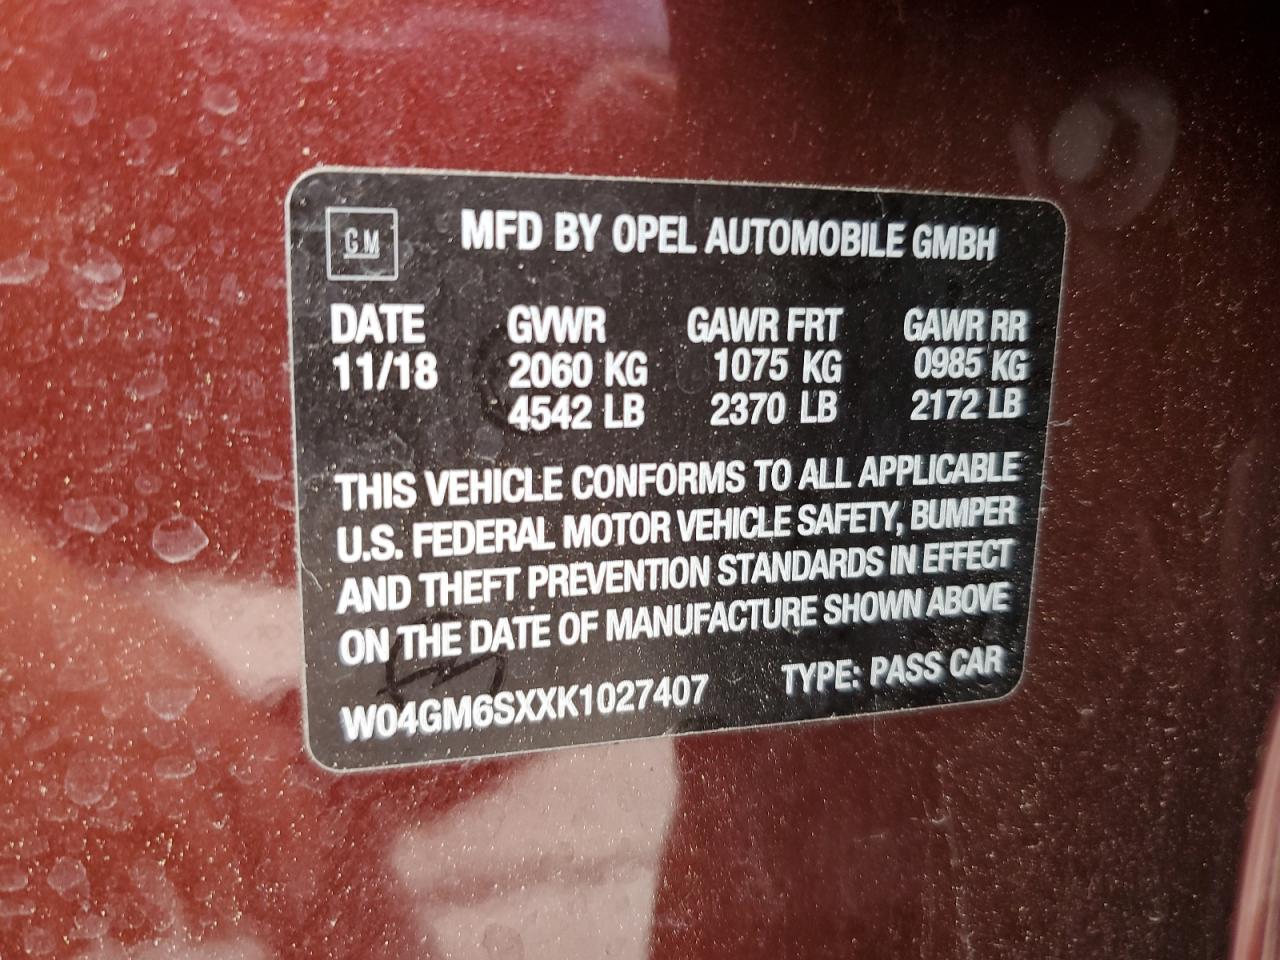 GM MFD BY OPEL AUTOMOBILE GMBH
DATE GVWR GAWR FRT GAWR RR
11/18 2060 KG 1075 KG 0985 KG
4542 LB 2370 LB 2172 LB
THIS VEHICLE CONFORMS TO ALL APPLICABLE
U.S. FEDERAL MOTOR VEHICLE SAFETY, BUMPER
AND THEFT PREVENTION STANDARDS IN EFFECT
ON THE DATE OF MANUFACTURE SHOWN ABOVE
W04GM6SXXK1027407 TYPE: PASS CAR